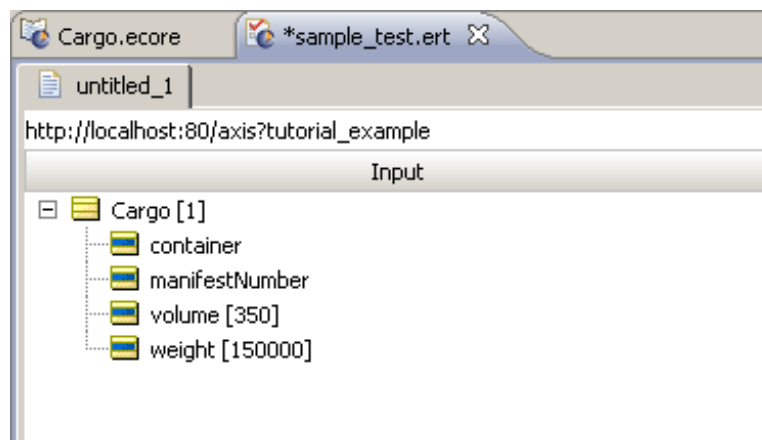 Cargo.ecore *sample_test.ert
untitled_1
http://localhost:80/axis?tutorial_example
Input
Cargo [1]
container
manifestNumber
volume [350]
weight [150000]